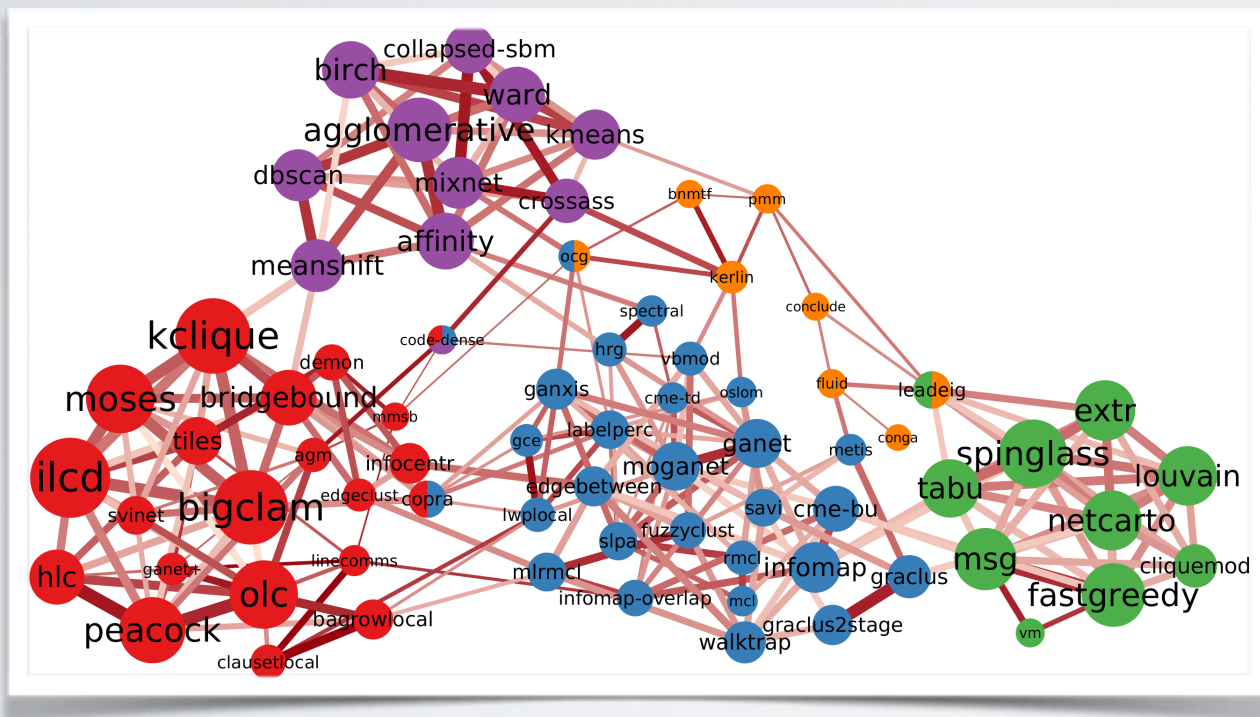 collapsed-sbm
birch
ward
agglomerative
kmeans
dbscan
mixnet
crossass
bnmtf
pmm
affinity
ocg
meanshift
kerlin
conclude
spectral
kclique
code-dense
hrg
vbmod
demon
fluid
leadeig
ganxis
cme-td
oslom
moses
bridgebound
mmsb
extr
tiles
gce
labelperc
ganet
conga
agm
infocentr
moganet
metis
spinglass
ilcd
louvain
edgebetween
tabu
edgeclust
copra
svinet
bigclam
lwplocal
savi
cme-bu
netcarto
fuzzyclust
slpa
linecomms
rmcl
infomap
msg
cliquemod
hlc
ganet+
mlrmcl
graclus
olc
infomap-overlap
mcl
fastgreedy
bagrowlocal
graclus2stage
peacock
walktrap
vm
clausetlocal